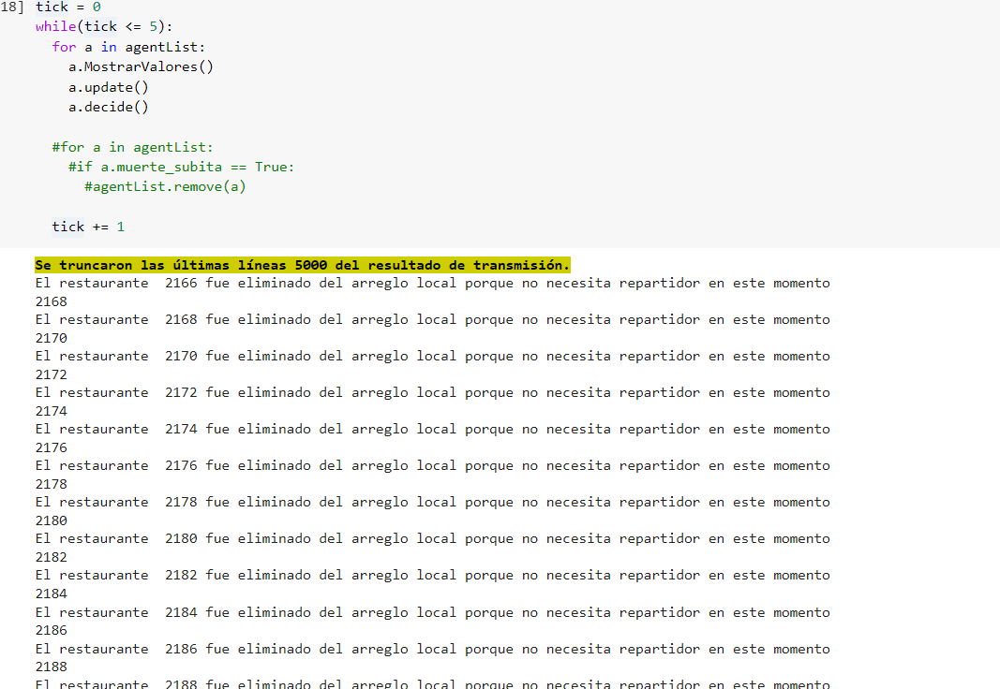 18] tick = 0
while(tick <= 5):
for a in agentList:
a.MostrarValores()
a.update()
a.decide()
#for a in agentList:
#if a.muerte_subita == True:
#agentList.remove(a)
tick += 1
Se truncaron las últimas líneas 5000 del resultado de transmisión.
El restaurante  2166 fue eliminado del arreglo local porque no necesita repartidor en este momento
2168
El restaurante  2168 fue eliminado del arreglo local porque no necesita repartidor en este momento
2170
El restaurante  2170 fue eliminado del arreglo local porque no necesita repartidor en este momento
2172
El restaurante  2172 fue eliminado del arreglo local porque no necesita repartidor en este momento
2174
El restaurante  2174 fue eliminado del arreglo local porque no necesita repartidor en este momento
2176
El restaurante  2176 fue eliminado del arreglo local porque no necesita repartidor en este momento
2178
El restaurante  2178 fue eliminado del arreglo local porque no necesita repartidor en este momento
2180
El restaurante  2180 fue eliminado del arreglo local porque no necesita repartidor en este momento
2182
El restaurante  2182 fue eliminado del arreglo local porque no necesita repartidor en este momento
2184
El restaurante  2184 fue eliminado del arreglo local porque no necesita repartidor en este momento
2186
El restaurante  2186 fue eliminado del arreglo local porque no necesita repartidor en este momento
2188
El restaurante  2188 fue eliminado del arreglo local porque no necesita repartidor en este momento